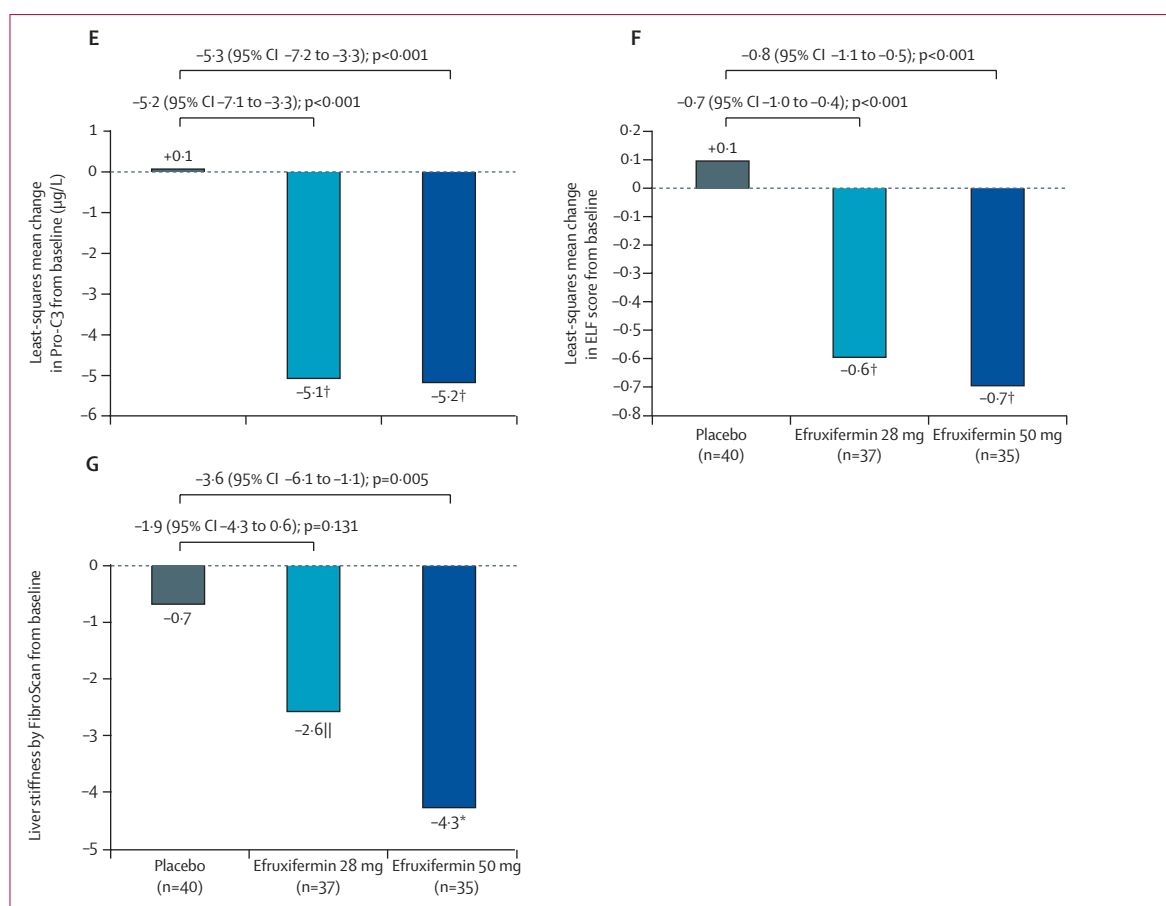 E
−5·3 (95% CI −7·2 to −3·3); p<0·001
−5·2 (95% CI −7·1 to −3·3); p<0·001
Least-squares mean change
in Pro-C3 from baseline (µg/L)
1
0
−1
−2
−3
−4
−5
−6
+0·1
−5·1†
−5·2†
F
−0·8 (95% CI −1·1 to −0·5); p<0·001
−0·7 (95% CI −1·0 to −0·4); p<0·001
Least-squares mean change
in ELF score from baseline
0·2
0·1
0
−0·1
−0·2
−0·3
−0·4
−0·5
−0·6
−0·7
−0·8
+0·1
−0·6†
−0·7†
Placebo
(n=40)
Efruxifermin 28 mg
(n=37)
Efruxifermin 50 mg
(n=35)
G
−3·6 (95% CI −6·1 to −1·1); p=0·005
−1·9 (95% CI −4·3 to 0·6); p=0·131
Liver stiffness by FibroScan from baseline
0
−1
−2
−3
−4
−5
−0·7
−2·6||
−4·3*
Placebo
(n=40)
Efruxifermin 28 mg
(n=37)
Efruxifermin 50 mg
(n=35)